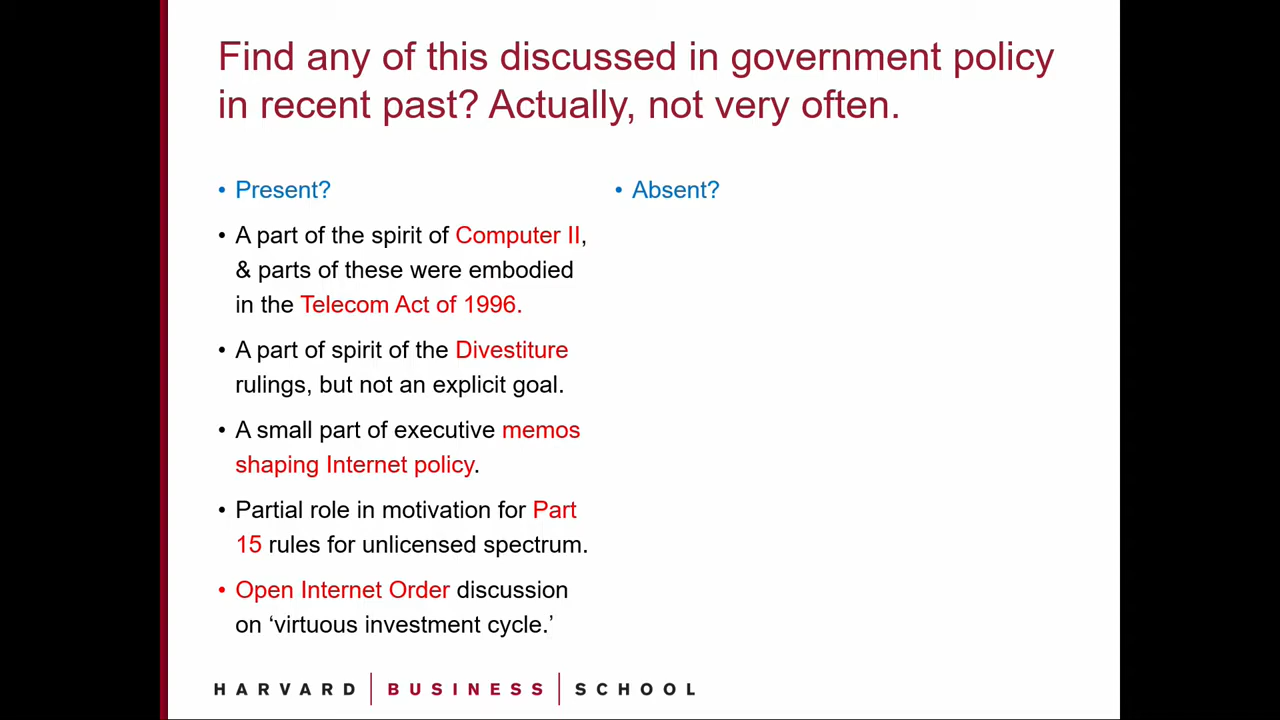 Find any of this discussed in government policy
in recent past? Actually, not very often.
• Present?
• A part of the spirit of Computer II,
& parts of these were embodied
in the Telecom Act of 1996.
• A part of spirit of the Divestiture
rulings, but not an explicit goal.
• A small part of executive memos
shaping Internet policy.
• Partial role in motivation for Part
15 rules for unlicensed spectrum.
• Open Internet Order discussion
on ‘virtuous investment cycle.’
• Absent?
HARVARD | BUSINESS | SCHOOL